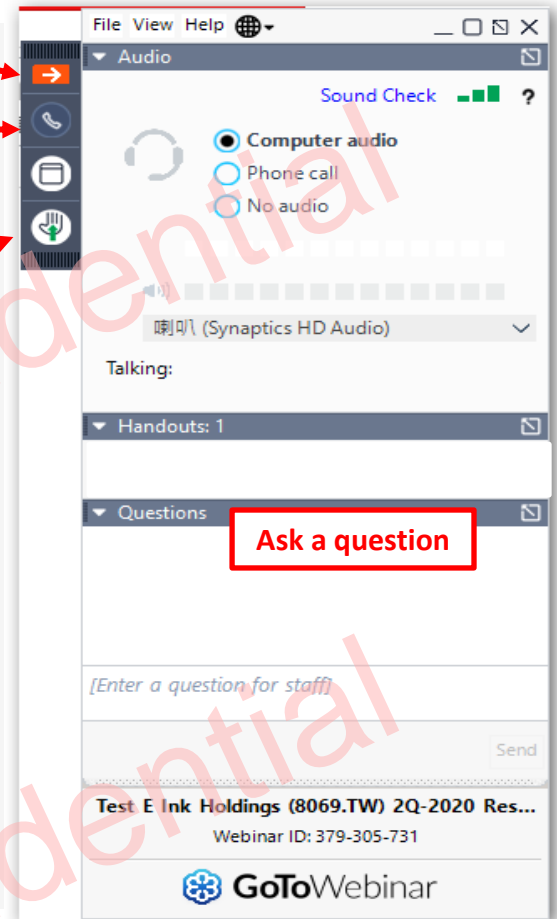 File View Help
Audio
Sound Check ?
Computer audio
Phone call
No audio
喇叭 (Synaptics HD Audio)
Talking:
Handouts: 1
Questions
Ask a question
[Enter a question for staff]
Send
Test E Ink Holdings (8069.TW) 2Q-2020 Res...
Webinar ID: 379-305-731
GoToWebinar
dential
dential